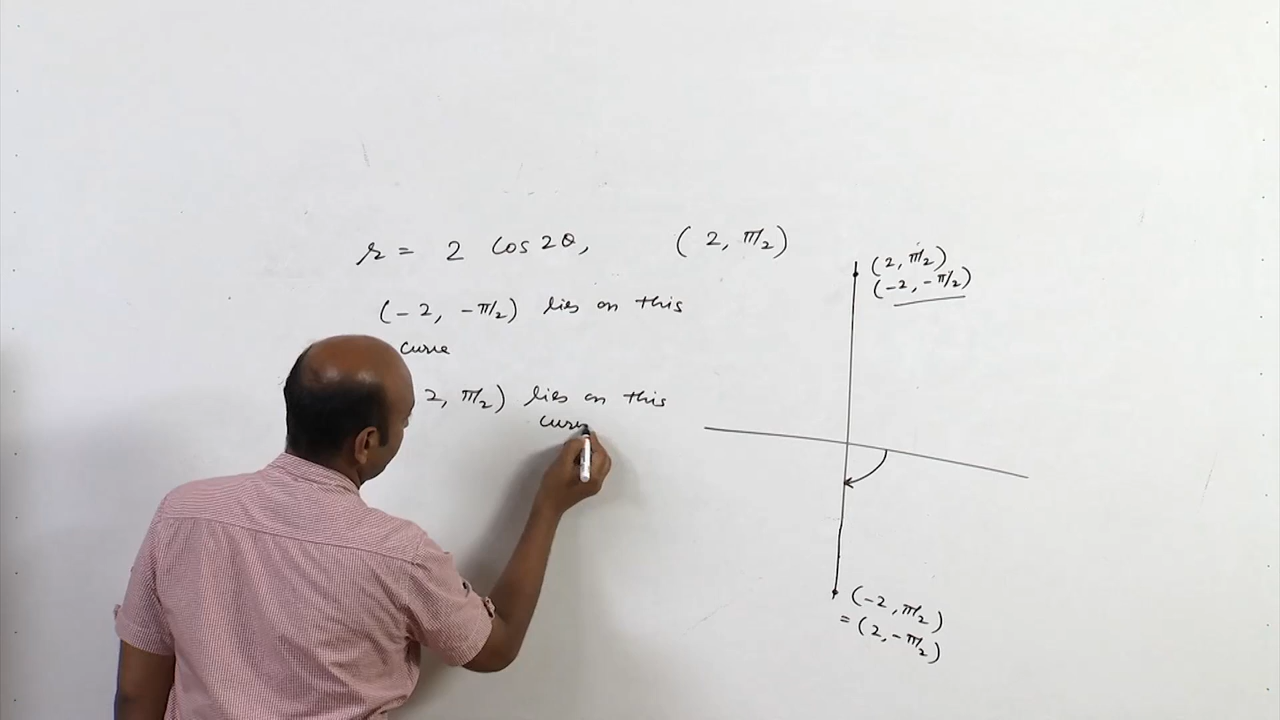 r = 2 cos 2θ, (2, π/2)
(-2, -π/2) lies on this
curve
2, π/2) lies on this
curv
(2, π/2)
(-2, -π/2)
(-2, π/2)
= (2, -π/2)